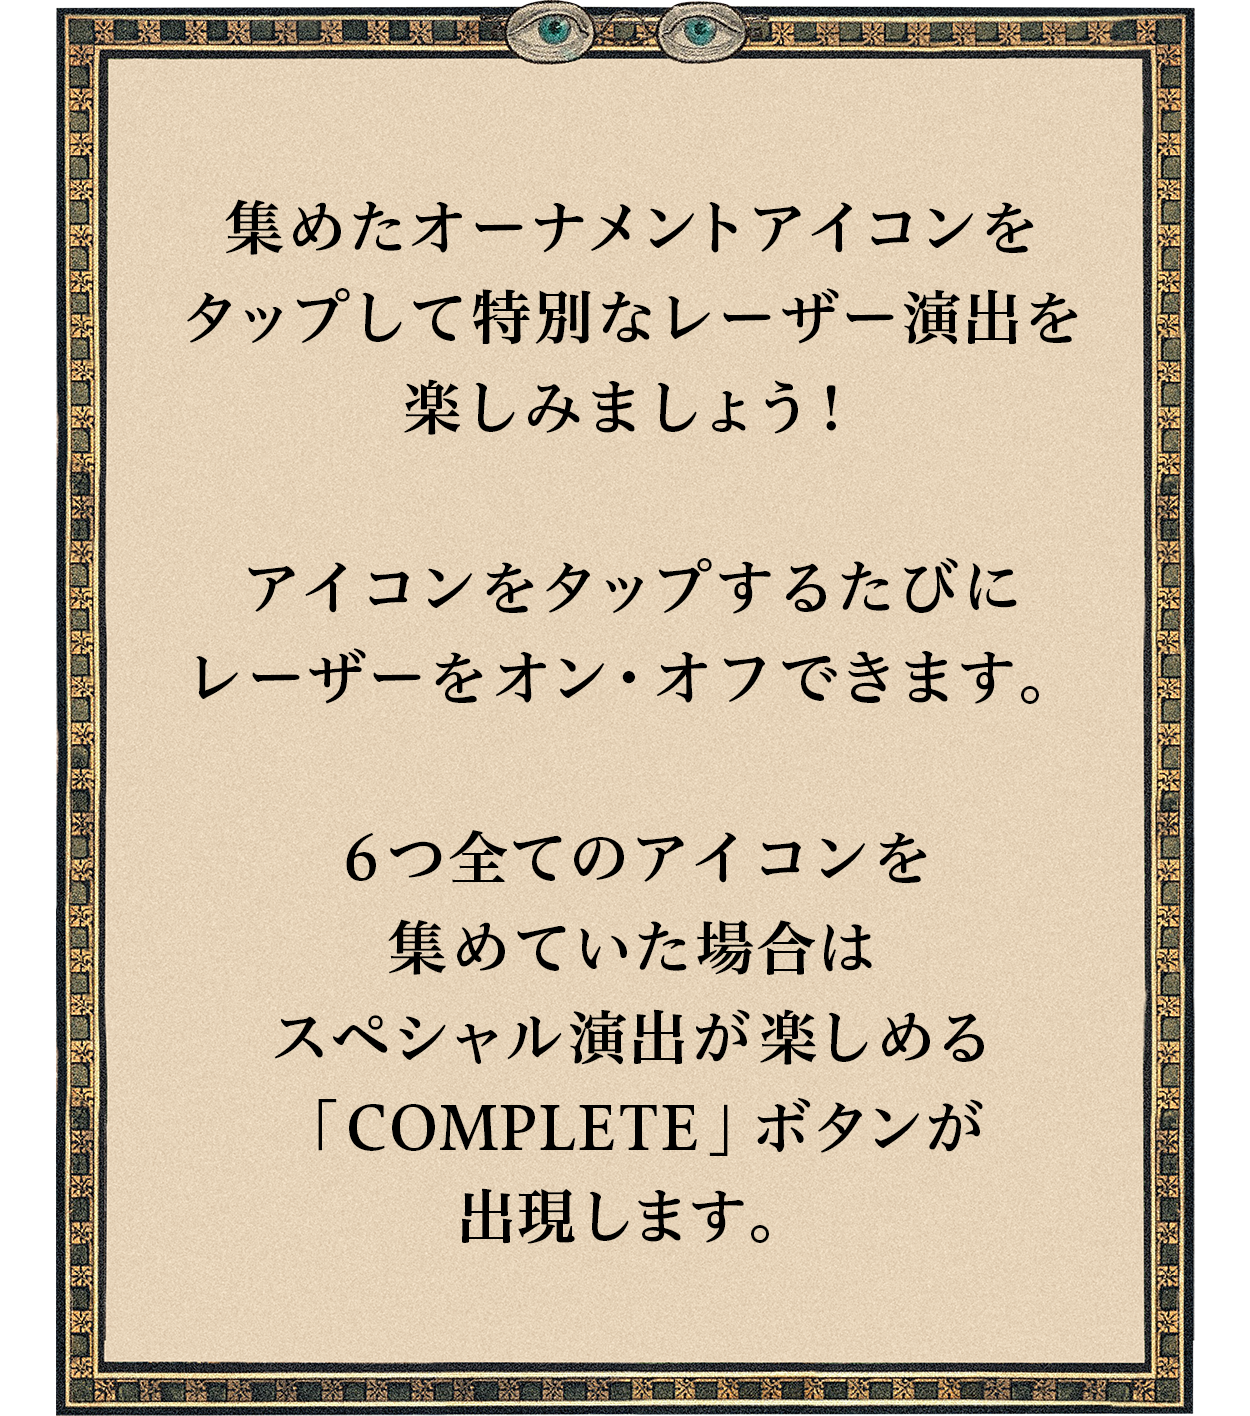 集めたオーナメントアイコンを
タップして特別なレーザー演出を
楽しみましょう！
アイコンをタップするたびに
レーザーをオン・オフできます。
6つ全てのアイコンを
集めていた場合は
スペシャル演出が楽しめる
「COMPLETE」ボタンが
出現します。